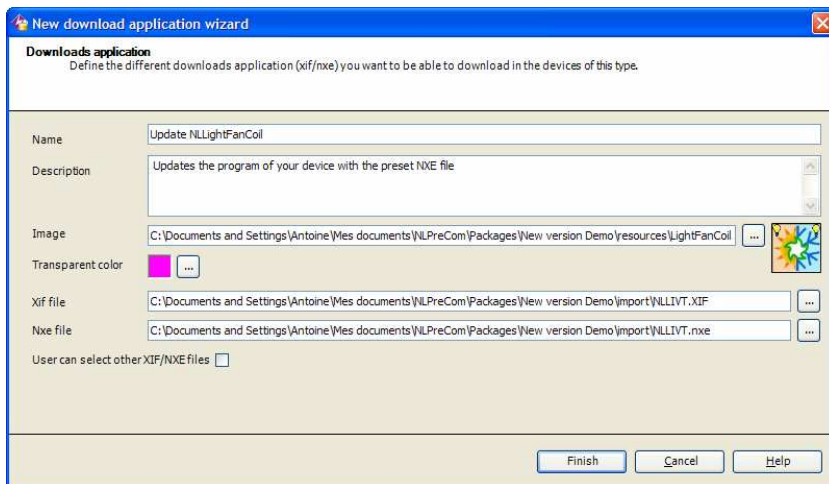 New download application wizard
Downloads application
Define the different downloads application (xif/nxe) you want to be able to download in the devices of this type.
Name
Update NLLightFanCoil
Description
Updates the program of your device with the preset NXE file
Image
C:\Documents and Settings\Antoine\Mes documents\NLPreCom\Packages\New version Demo\resources\LightFanCoil
...
Transparent color
...
Xif file
C:\Documents and Settings\Antoine\Mes documents\NLPreCom\Packages\New version Demo\import\NLLIVT.XIF
...
Nxe file
C:\Documents and Settings\Antoine\Mes documents\NLPreCom\Packages\New version Demo\import\NLLIVT.nxe
...
User can select other XIF/NXE files
Finish
Cancel
Help